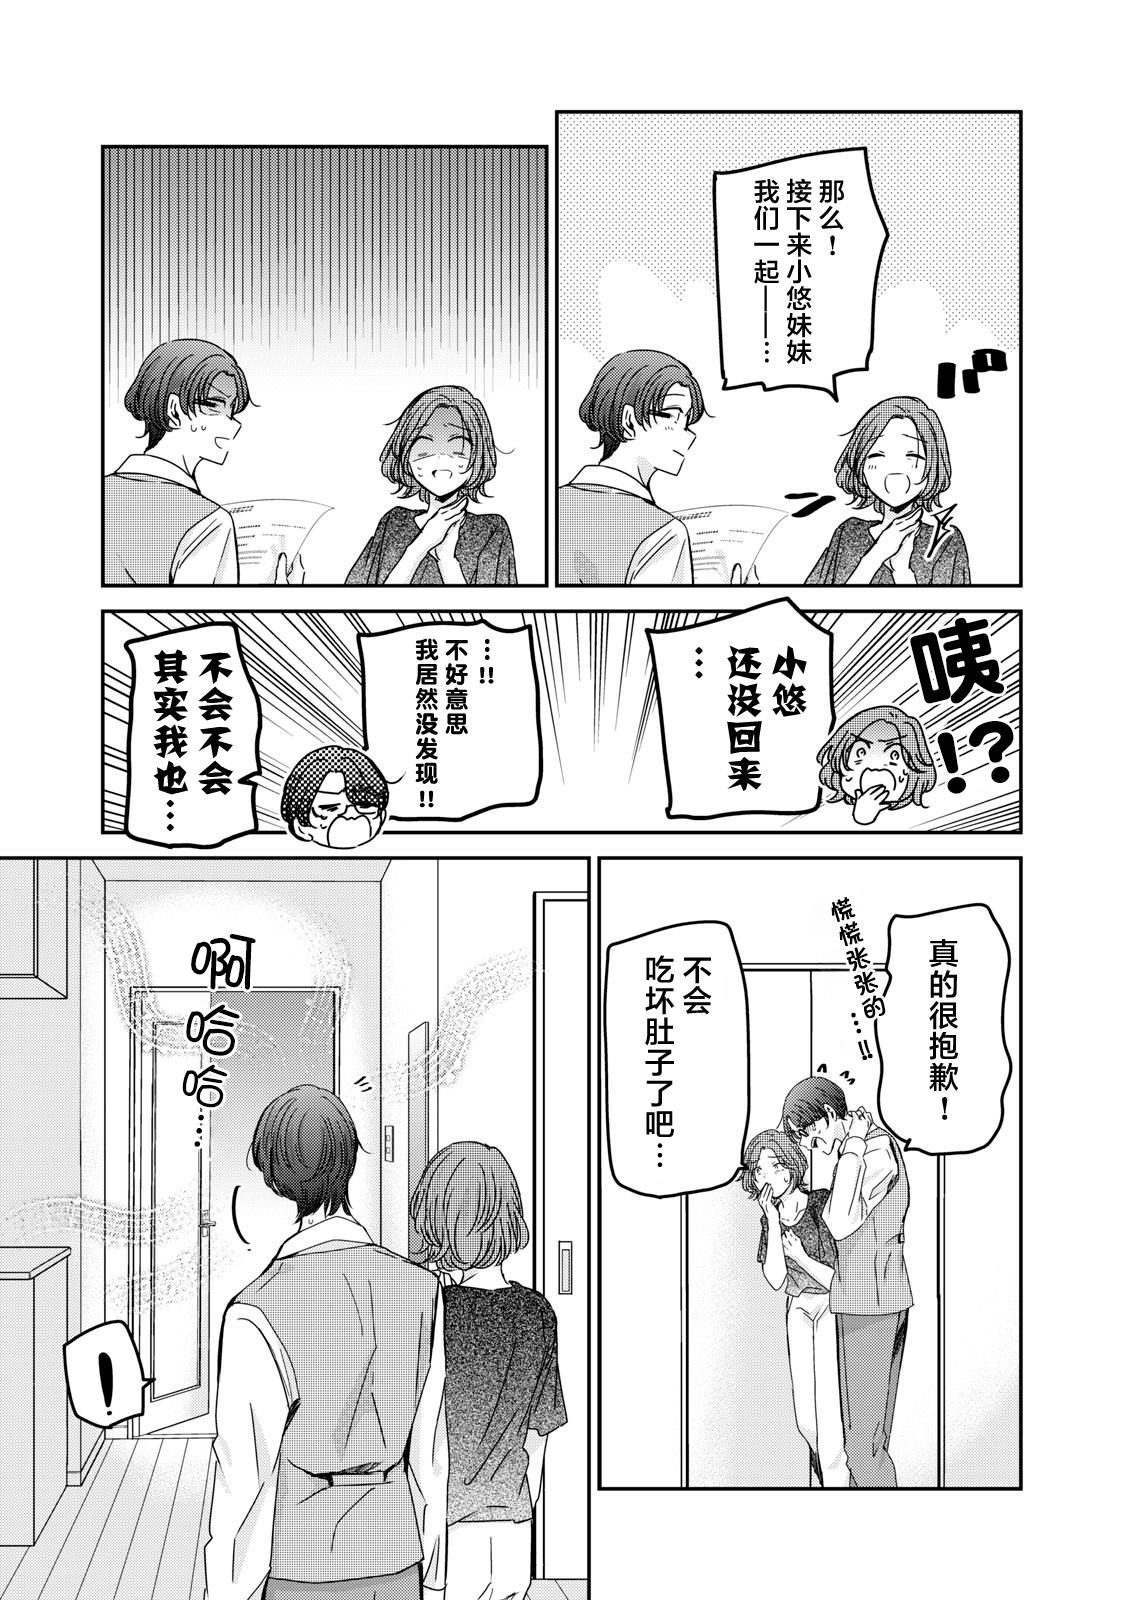 那么！
接下来小悠妹妹
我们一起——…
咦!?
小悠
还没回来
…
…!!
不好意思
我居然没发现!!
不会不会
其实我也…
真的很抱歉！
慌慌张张的…!!
不会
吃坏肚子了吧…
啊哈哈…
！